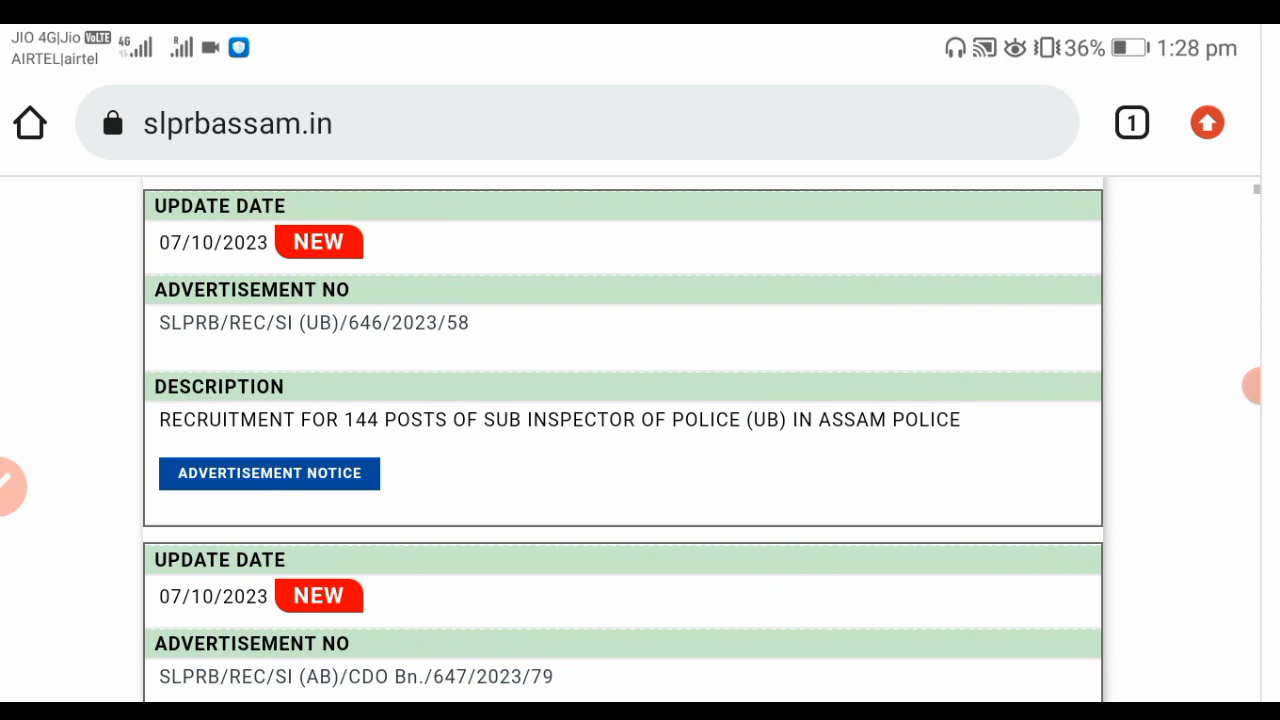 JIO 4G|Jio VoLTE 4G R 36% 1:28 pm
AIRTEL|airtel
slprbassam.in 1
UPDATE DATE
07/10/2023 NEW
ADVERTISEMENT NO
SLPRB/REC/SI (UB)/646/2023/58
DESCRIPTION
RECRUITMENT FOR 144 POSTS OF SUB INSPECTOR OF POLICE (UB) IN ASSAM POLICE
ADVERTISEMENT NOTICE
UPDATE DATE
07/10/2023 NEW
ADVERTISEMENT NO
SLPRB/REC/SI (AB)/CDO Bn./647/2023/79